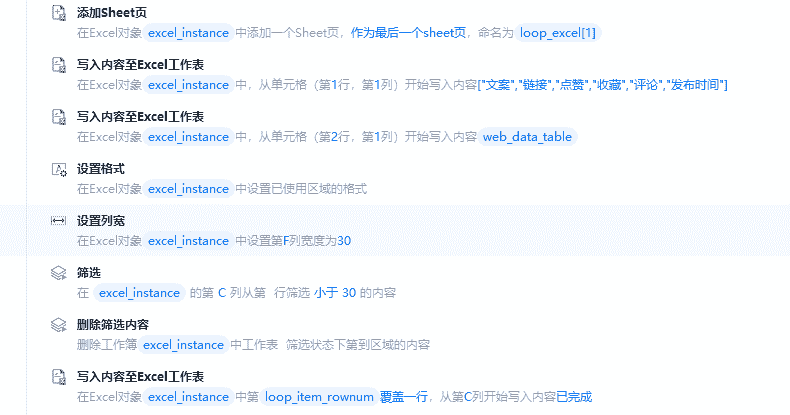 添加Sheet页
在Excel对象 excel_instance 中添加一个Sheet页，作为最后一个sheet页，命名为 loop_excel[1]
写入内容至Excel工作表
在Excel对象 excel_instance 中，从单元格（第1行，第1列）开始写入内容["文案","链接","点赞","收藏","评论","发布时间"]
写入内容至Excel工作表
在Excel对象 excel_instance 中，从单元格（第2行，第1列）开始写入内容 web_data_table
设置格式
在Excel对象 excel_instance 中设置已使用区域的格式
设置列宽
在Excel对象 excel_instance 中设置第F列宽度为30
筛选
在 excel_instance 的第 C 列从第 行筛选 小于 30 的内容
删除筛选内容
删除工作簿 excel_instance 中工作表 筛选状态下第到区域的内容
写入内容至Excel工作表
在Excel对象 excel_instance 中第 loop_item_rownum 覆盖一行，从第C列开始写入内容已完成